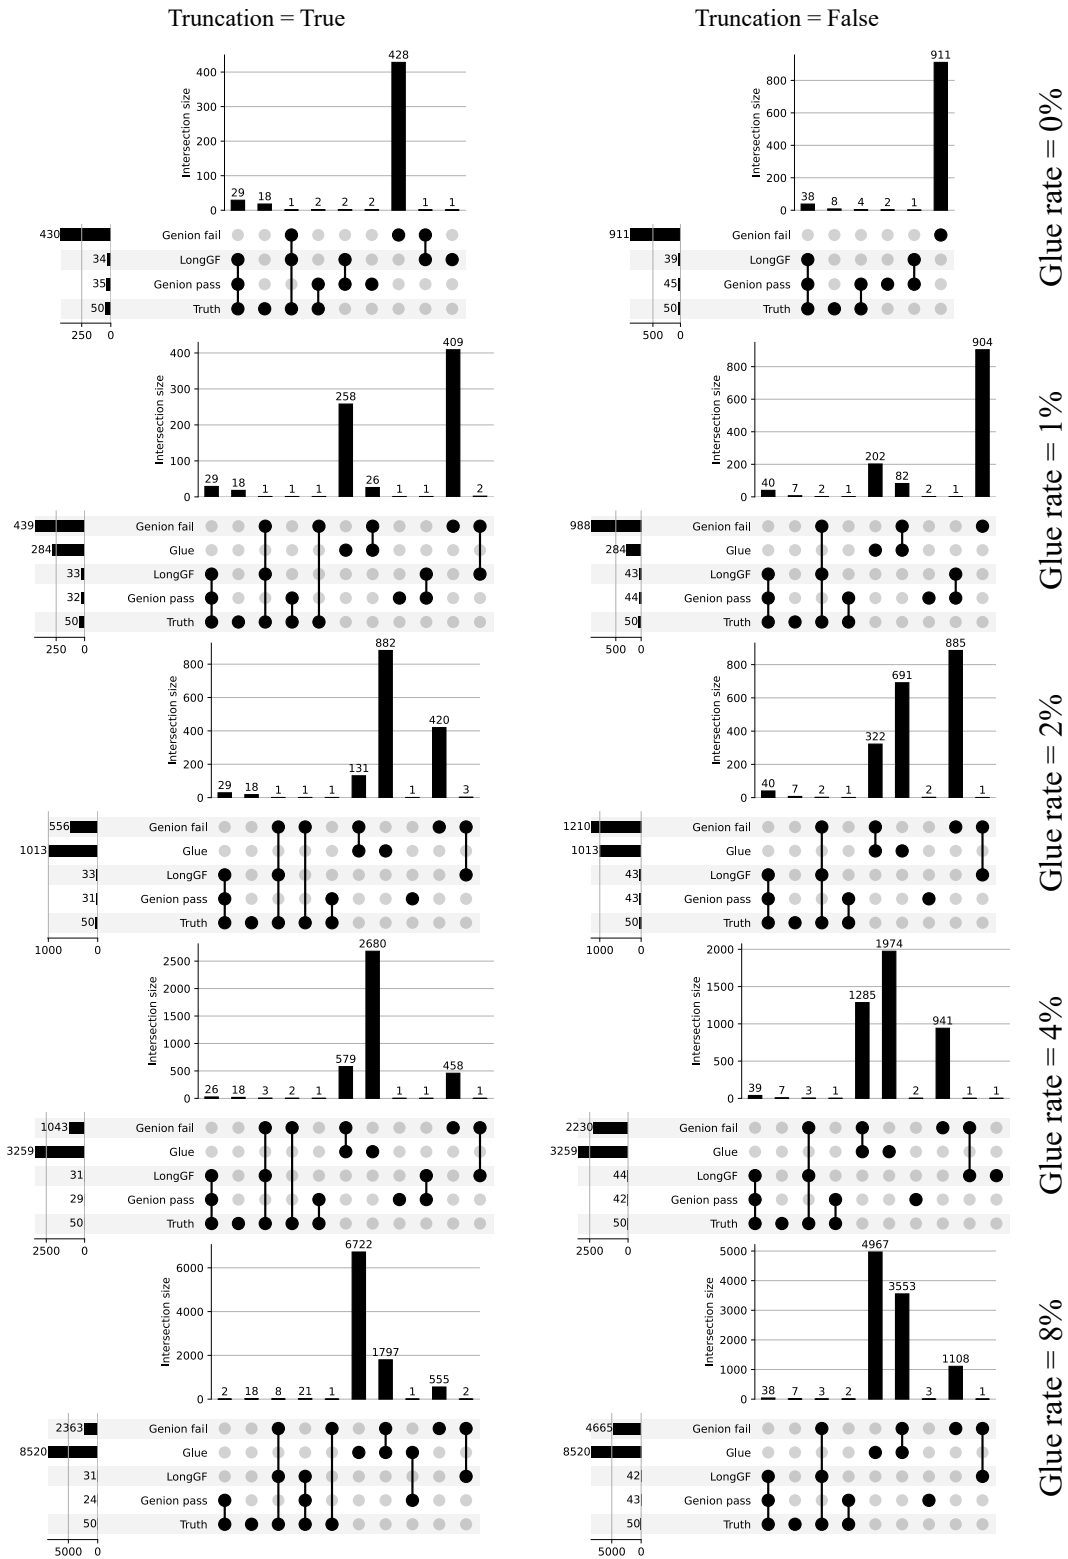 Truncation = True
Truncation = False
Glue rate = 0%
428
400
300
200
100
0
Intersection size
29 18 1 2 2 2 1 1
430 Genion fail
34 LongGF
35 Genion pass
50 Truth
250 0
911
800
600
400
200
0
Intersection size
38 8 4 2 1
911 Genion fail
39 LongGF
45 Genion pass
50 Truth
500 0
Glue rate = 1%
409
400
300
200
100
0
Intersection size
29 18 1 1 1 258 26 1 1 2
439 Genion fail
284 Glue
33 LongGF
32 Genion pass
50 Truth
250 0
904
800
600
400
200
0
Intersection size
40 7 2 1 202 82 2 1
988 Genion fail
284 Glue
43 LongGF
44 Genion pass
50 Truth
500 0
Glue rate = 2%
882
800
600
400
200
0
Intersection size
29 18 1 1 1 131 1 420 3
556 Genion fail
1013 Glue
33 LongGF
31 Genion pass
50 Truth
1000 0
885
800
600
400
200
0
Intersection size
40 7 2 1 322 691 2 1
1210 Genion fail
1013 Glue
43 LongGF
43 Genion pass
50 Truth
1000 0
Glue rate = 4%
2680
2500
2000
1500
1000
500
0
Intersection size
26 18 3 2 1 579 1 1 458 1
1043 Genion fail
3259 Glue
31 LongGF
29 Genion pass
50 Truth
2500 0
1974
2000
1500
1000
500
0
Intersection size
39 7 3 1 1285 2 941 1 1
2230 Genion fail
3259 Glue
44 LongGF
42 Genion pass
50 Truth
2500 0
Glue rate = 8%
6722
6000
4000
2000
0
Intersection size
2 18 8 21 1 1797 1 555 2
2363 Genion fail
8520 Glue
31 LongGF
24 Genion pass
50 Truth
5000 0
4967
5000
4000
3000
2000
1000
0
Intersection size
38 7 3 2 3553 3 1108 1
4665 Genion fail
8520 Glue
42 LongGF
43 Genion pass
50 Truth
5000 0